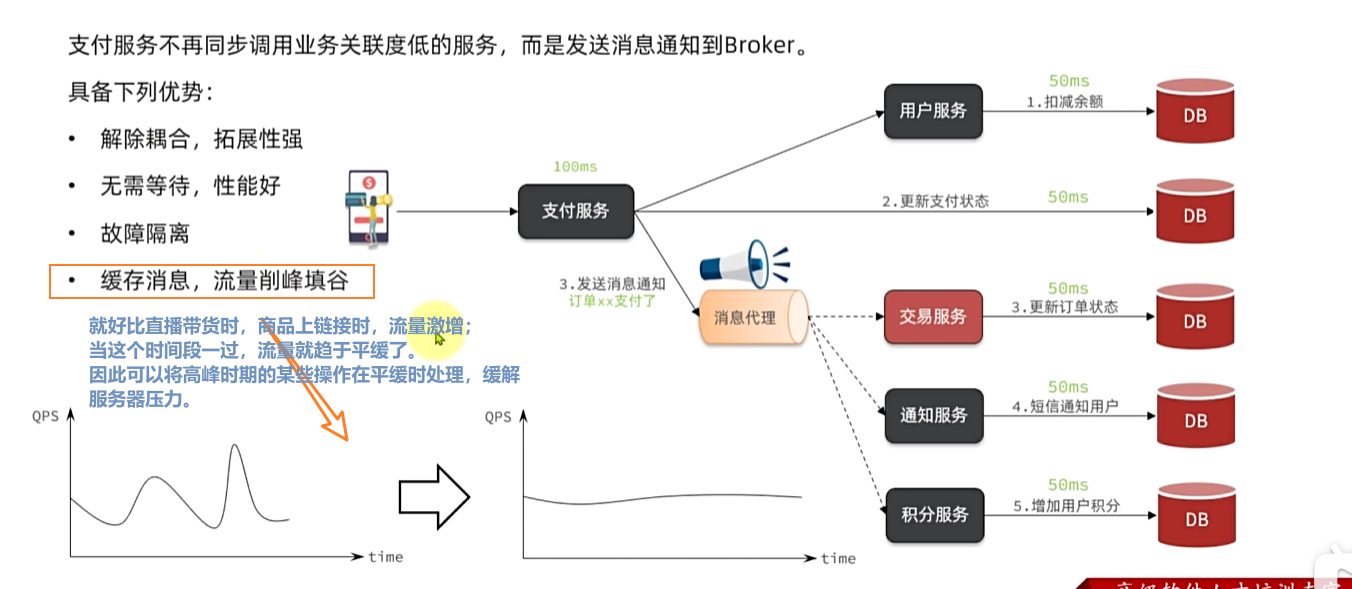 支付服务不再同步调用业务关联度低的服务，而是发送消息通知到Broker。
具备下列优势：
• 解除耦合，拓展性强
• 无需等待，性能好
• 故障隔离
• 缓存消息，流量削峰填谷
就好比直播带货时，商品上链接时，流量激增；
当这个时间段一过，流量就趋于平缓了。
因此可以将高峰时期的某些操作在平缓时处理，缓解
服务器压力。
QPS
time
QPS
time
100ms
支付服务
3.发送消息通知
订单xx支付了
消息代理
用户服务
50ms
1.扣减余额
DB
2.更新支付状态
50ms
DB
交易服务
50ms
3.更新订单状态
DB
通知服务
50ms
4.短信通知用户
DB
积分服务
50ms
5.增加用户积分
DB